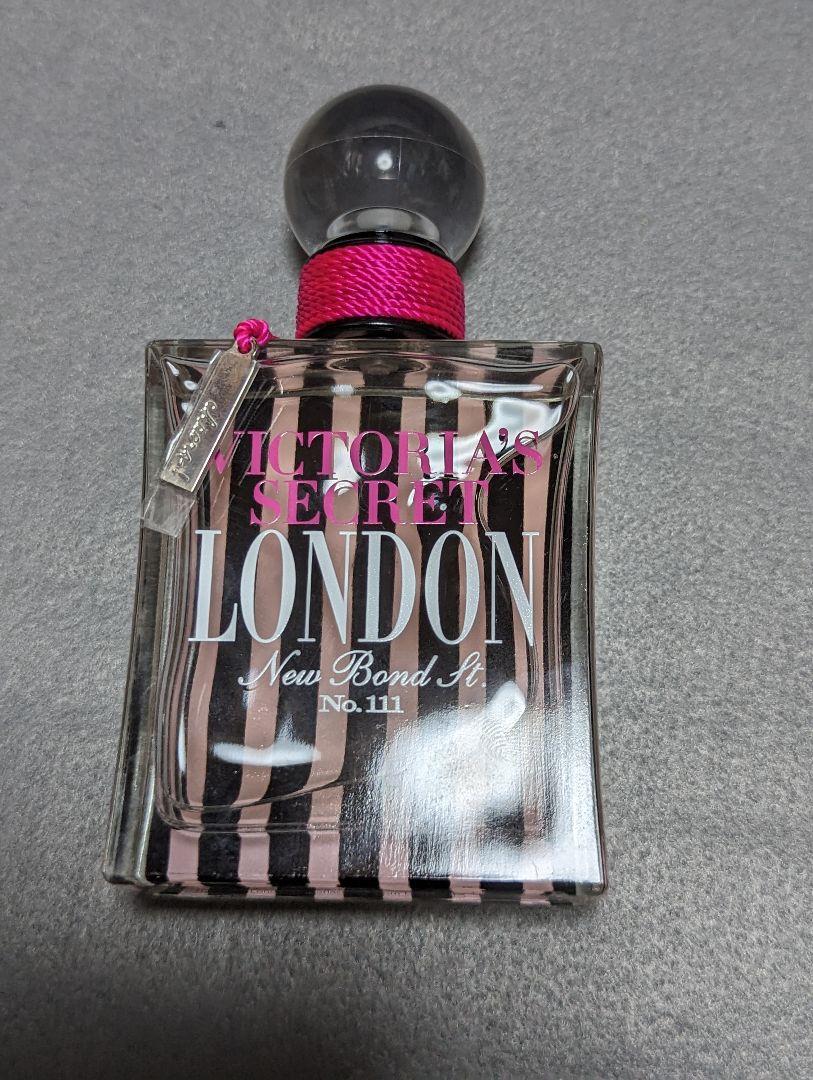 VICTORIA'S
SECRET
LONDON
New Bond St.
No.111